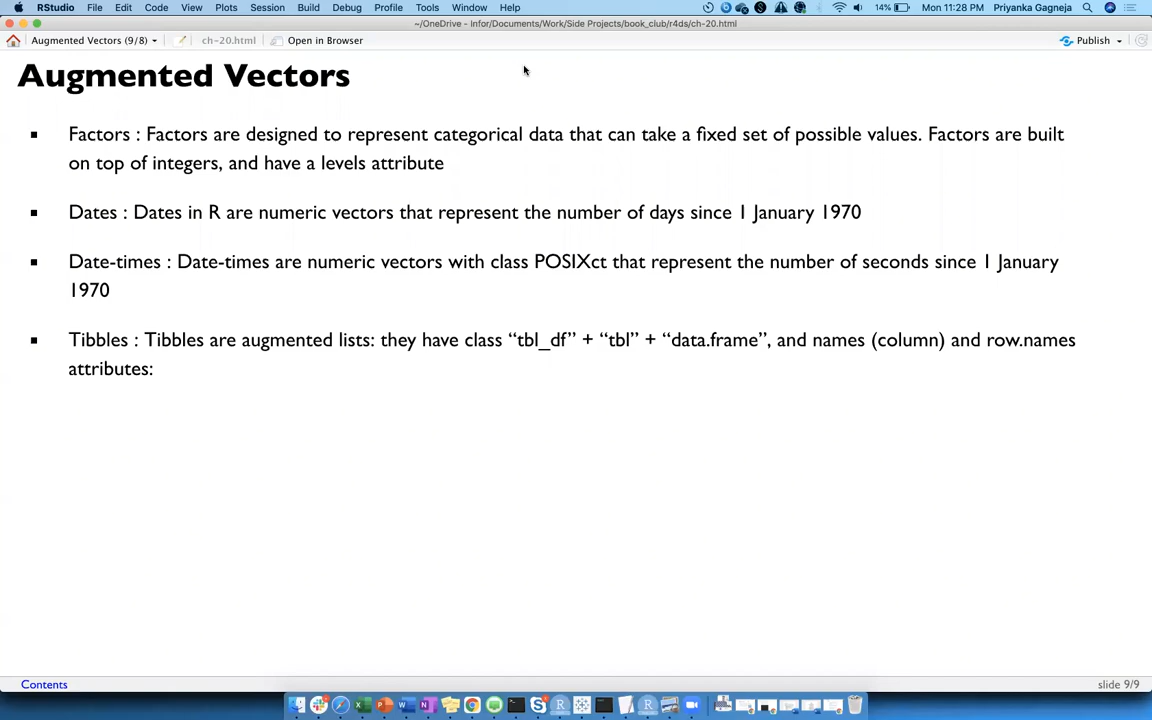 RStudio File Edit Code View Plots Session Build Debug Profile Tools Window Help 14% Mon 11:28 PM Priyanka Gagneja
~/OneDrive - Infor/Documents/Work/Side Projects/book_club/r4ds/ch-20.html
Augmented Vectors (9/8) ch-20.html Open in Browser Publish
Augmented Vectors
Factors : Factors are designed to represent categorical data that can take a fixed set of possible values. Factors are built
on top of integers, and have a levels attribute
Dates : Dates in R are numeric vectors that represent the number of days since 1 January 1970
Date-times : Date-times are numeric vectors with class POSIXct that represent the number of seconds since 1 January
1970
Tibbles : Tibbles are augmented lists: they have class “tbl_df” + “tbl” + “data.frame”, and names (column) and row.names
attributes:
Contents slide 9/9